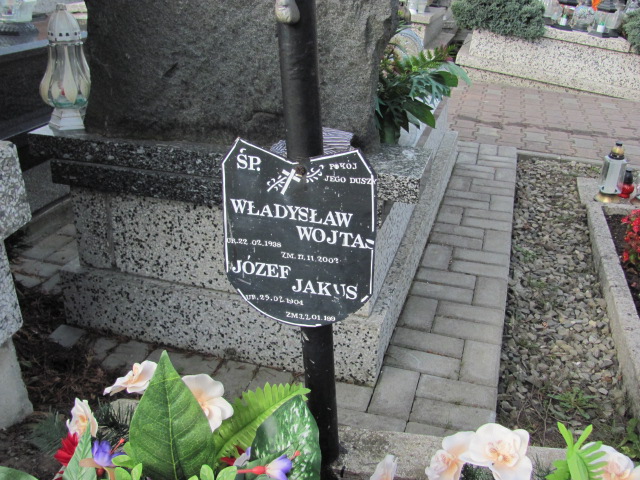 ŚP. POKÓJ
JEGO DUSZY
WŁADYSŁAW
WOJTAS
UR. 22. 02. 1938
ZM. 17. 11. 2002
JÓZEF
JAKUS
UR. 25. 02. 1904